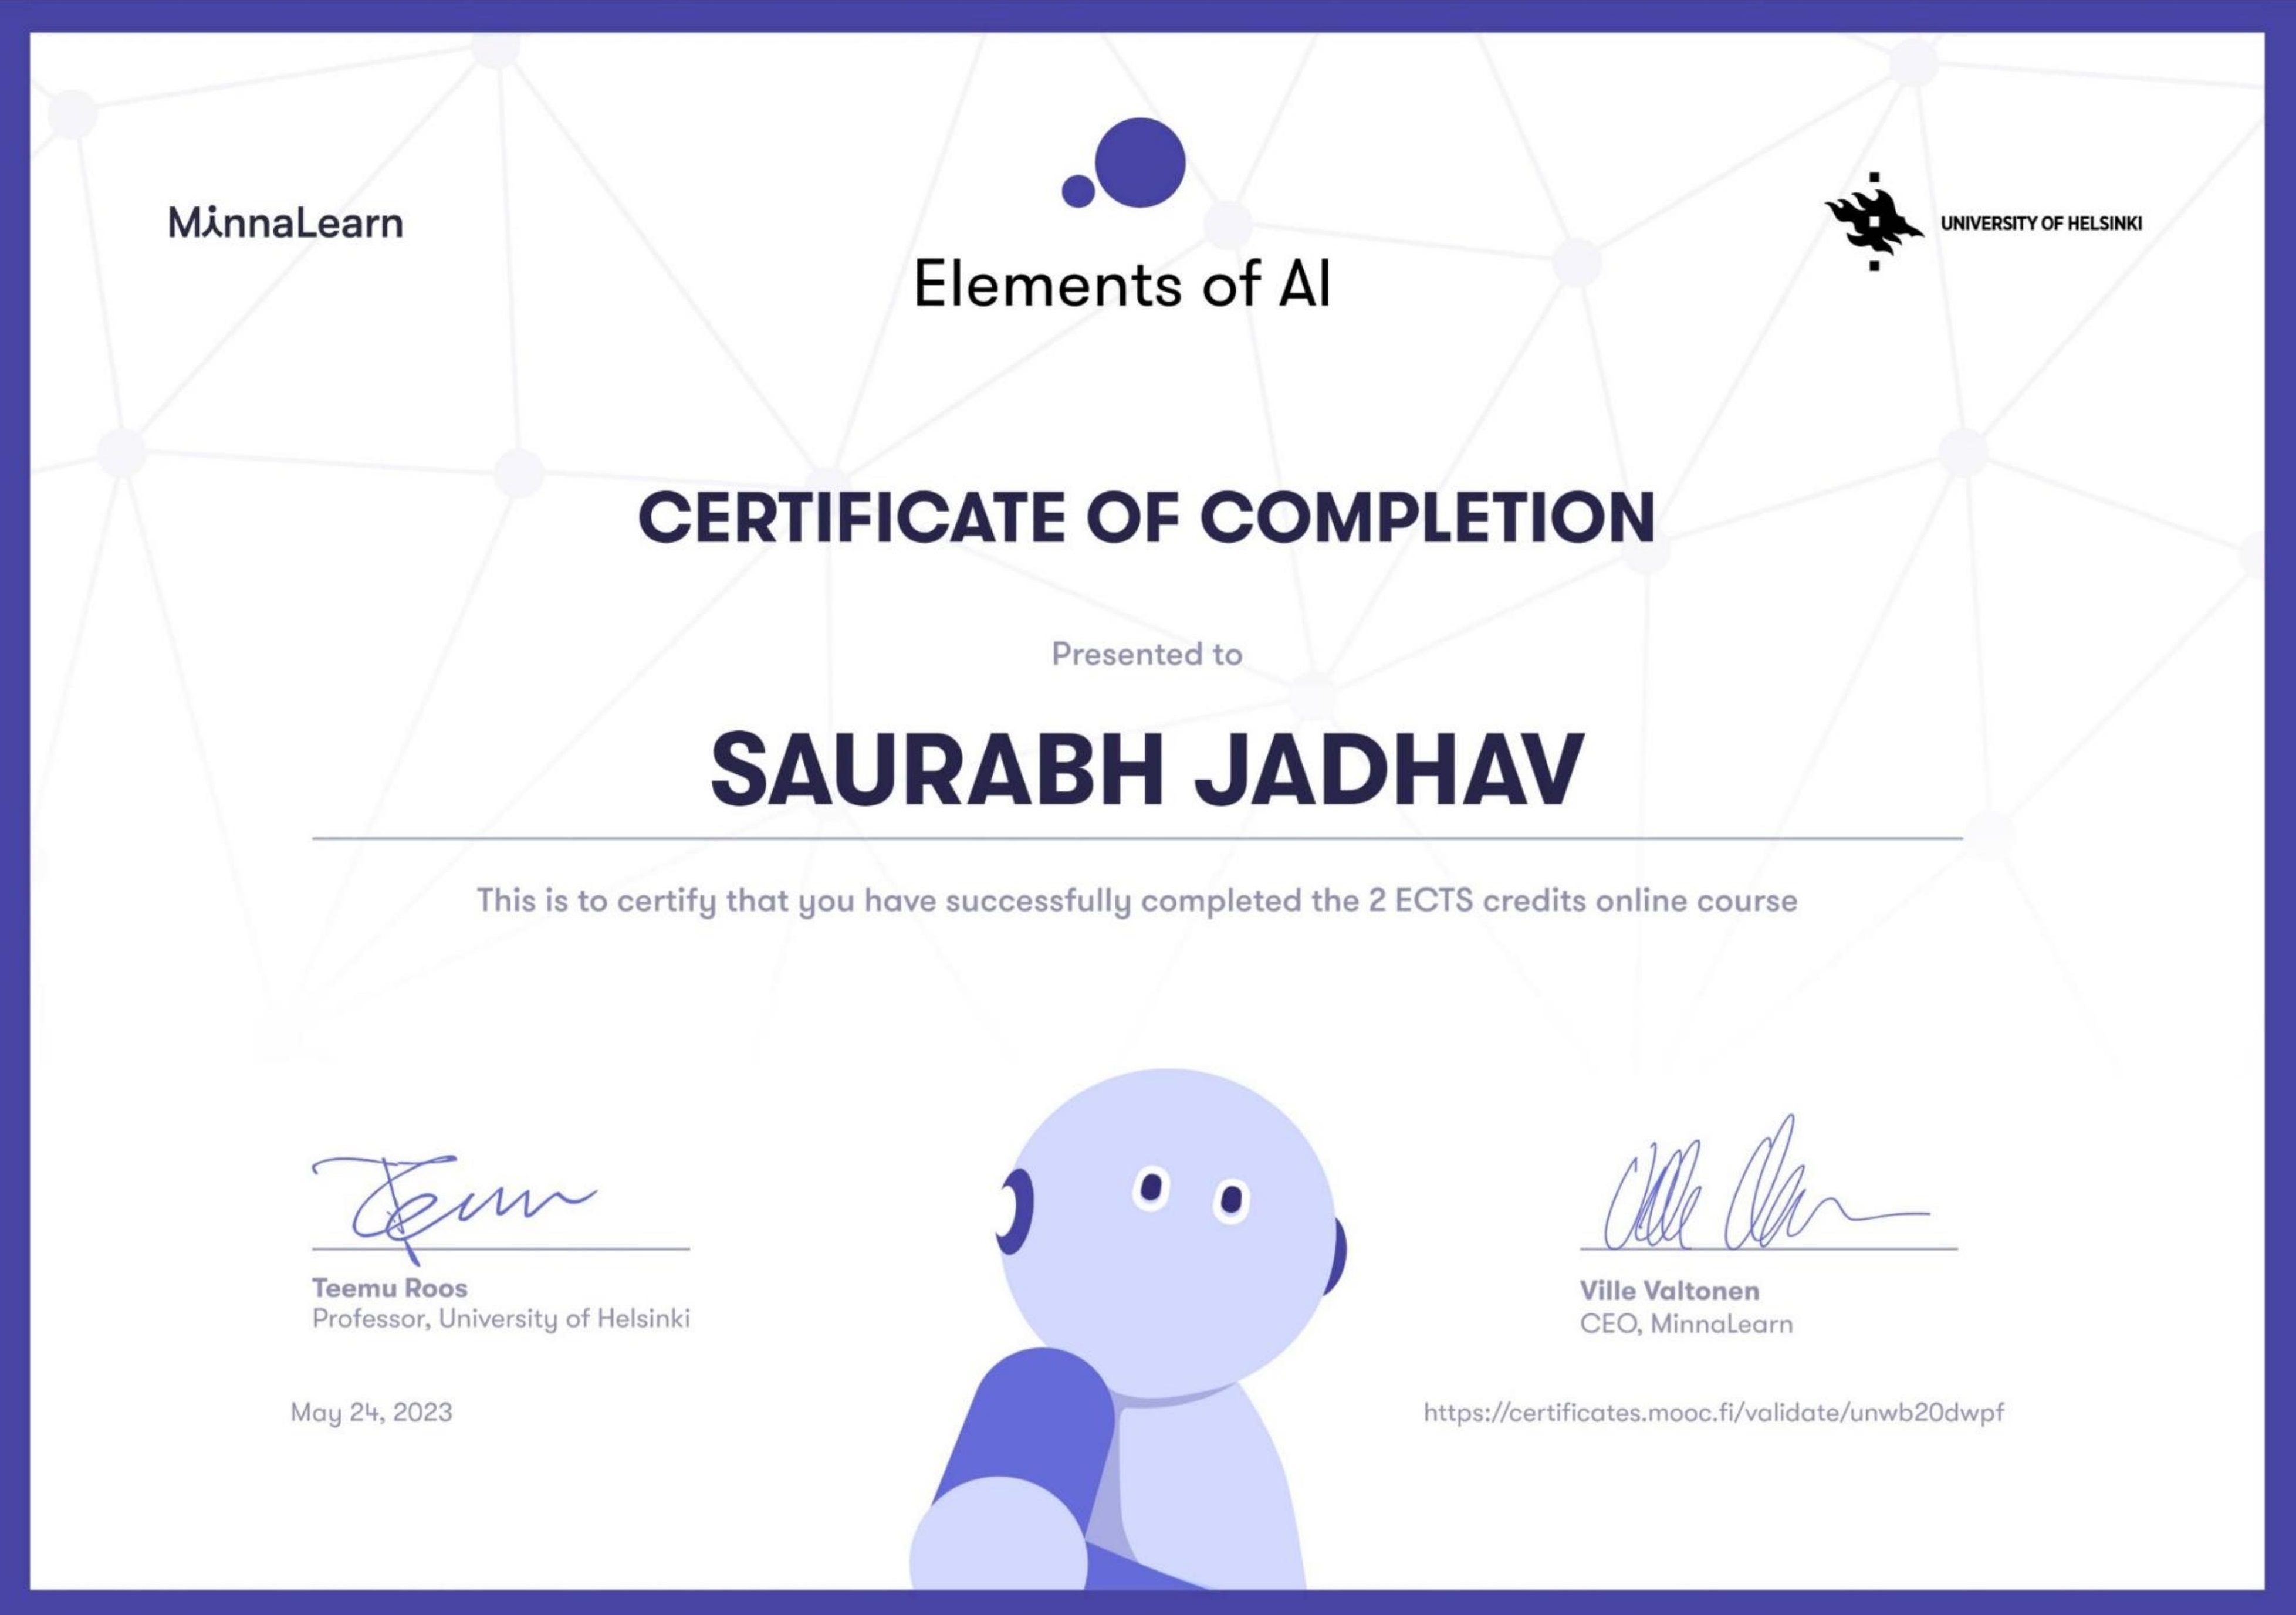 MinnaLearn
Elements of AI
UNIVERSITY OF HELSINKI
CERTIFICATE OF COMPLETION
Presented to
SAURABH JADHAV
This is to certify that you have successfully completed the 2 ECTS credits online course
Teemu
Teemu Roos
Professor, University of Helsinki
Ville Valtonen
CEO, MinnaLearn
May 24, 2023
https://certificates.mooc.fi/validate/unwb20dwpf